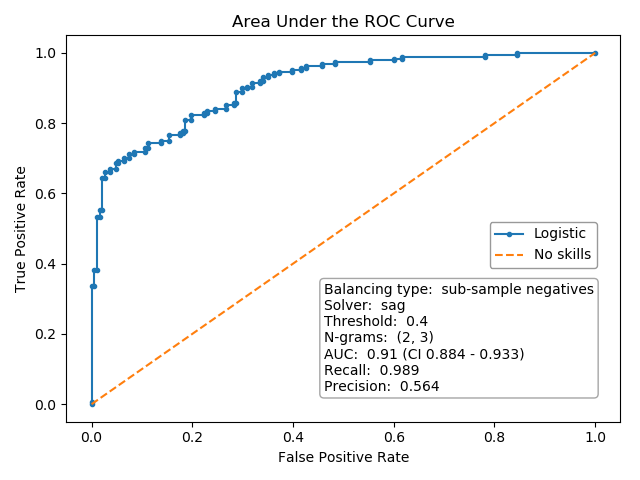 Area Under the ROC Curve
True Positive Rate
1.0
0.8
0.6
0.4
0.2
0.0
Logistic
No skills
Balancing type:  sub-sample negatives
Solver:  sag
Threshold:  0.4
N-grams:  (2, 3)
AUC:  0.91 (CI 0.884 - 0.933)
Recall:  0.989
Precision:  0.564
0.0 0.2 0.4 0.6 0.8 1.0
False Positive Rate